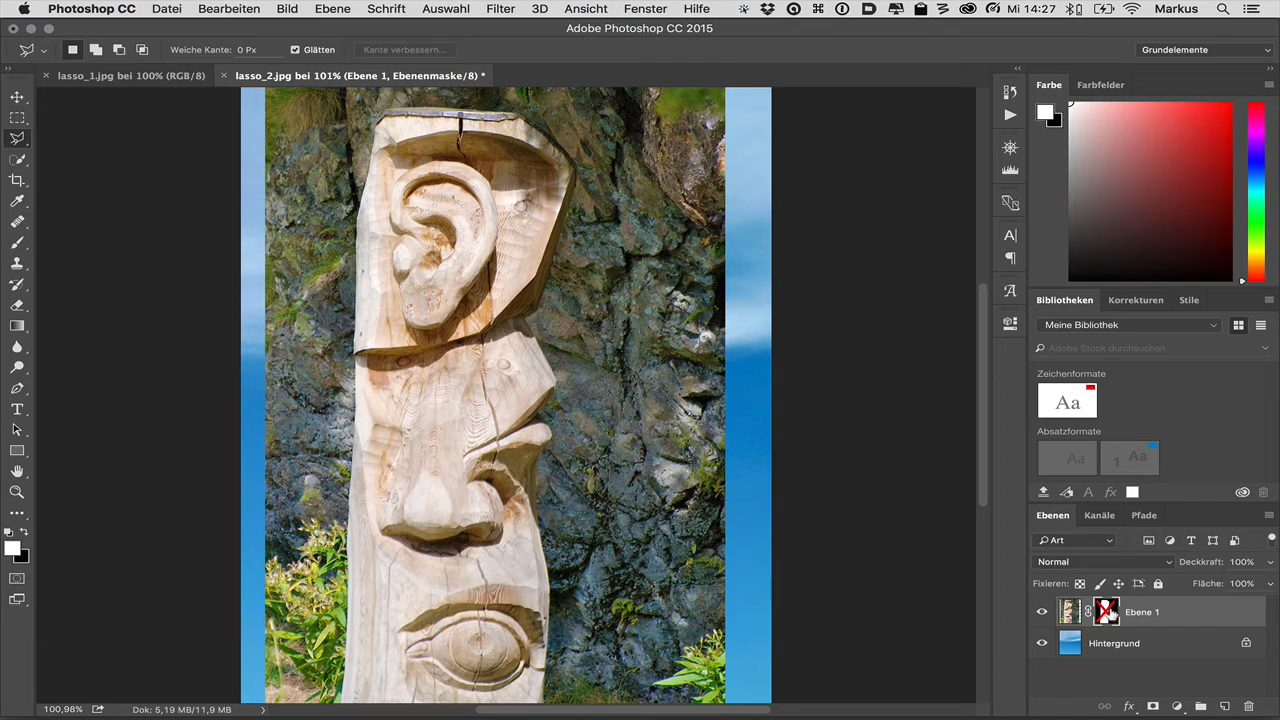 Photoshop CC Datei Bearbeiten Bild Ebene Schrift Auswahl Filter 3D Ansicht Fenster Hilfe Mi 14:27 Markus
Adobe Photoshop CC 2015
Weiche Kante: 0 Px Glätten Kante verbessern... Grundelemente
lasso_1.jpg bei 100% (RGB/8) lasso_2.jpg bei 101% (Ebene 1, Ebenenmaske/8) *
Farbe Farbfelder
Bibliotheken Korrekturen Stile
Meine Bibliothek
Adobe Stock durchsuchen
Zeichenformate
Aa
Absatzformate
Aa 1 Aa
Ebenen Kanäle Pfade
Art
Normal Deckkraft: 100%
Fixieren: Fläche: 100%
Ebene 1
Hintergrund
100,98% Dok: 5,19 MB/11,9 MB